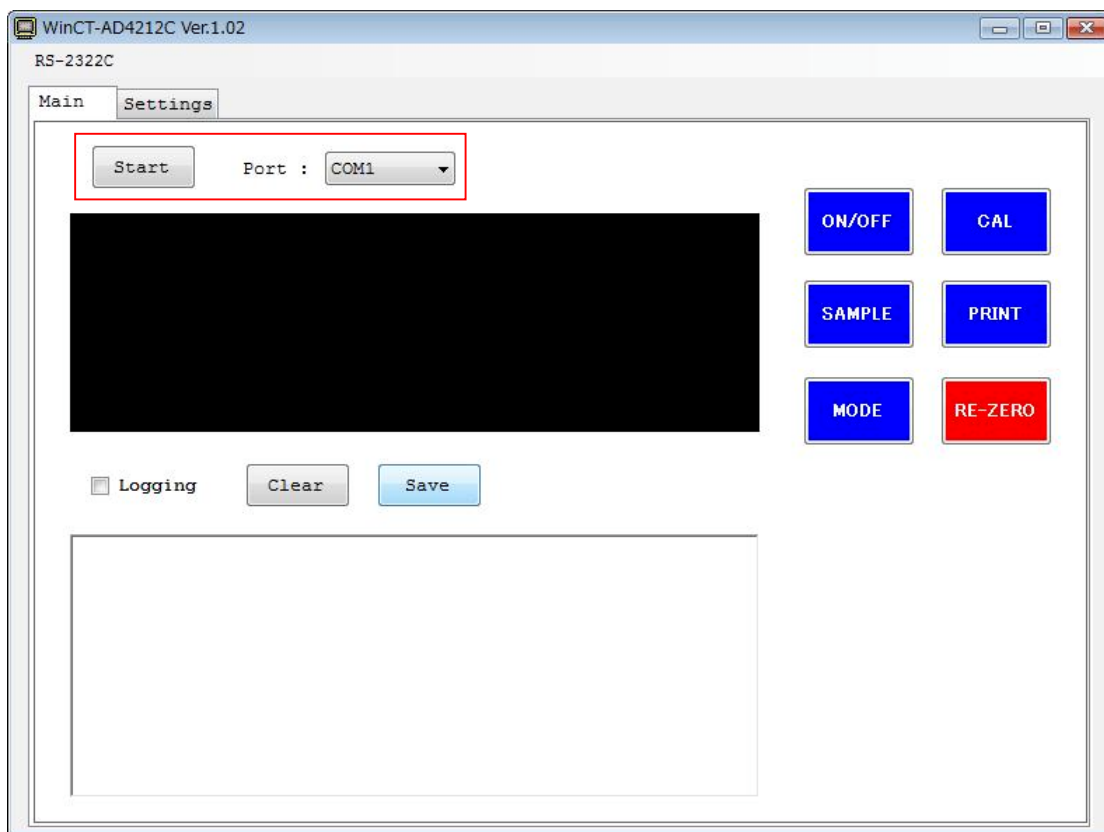 WinCT-AD4212C Ver.1.02
RS-2322C
Main Settings
Start Port : COM1
ON/OFF CAL
SAMPLE PRINT
MODE RE-ZERO
Logging Clear Save